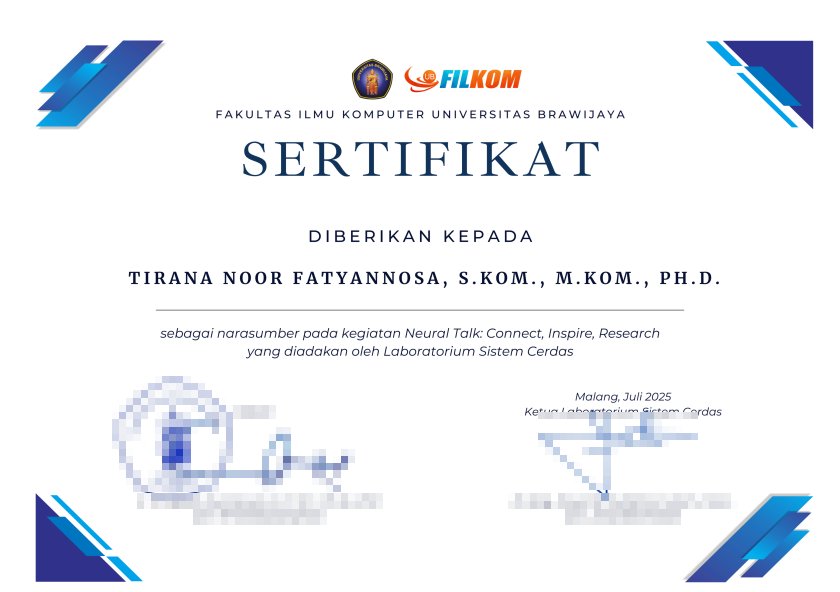 UB FILKOM
FAKULTAS ILMU KOMPUTER UNIVERSITAS BRAWIJAYA
SERTIFIKAT
DIBERIKAN KEPADA
TIRANA NOOR FATYANNOSA, S.KOM., M.KOM., PH.D.
sebagai narasumber pada kegiatan Neural Talk: Connect, Inspire, Research
yang diadakan oleh Laboratorium Sistem Cerdas
Malang, Juli 2025
Ketua Laboratorium Sistem Cerdas